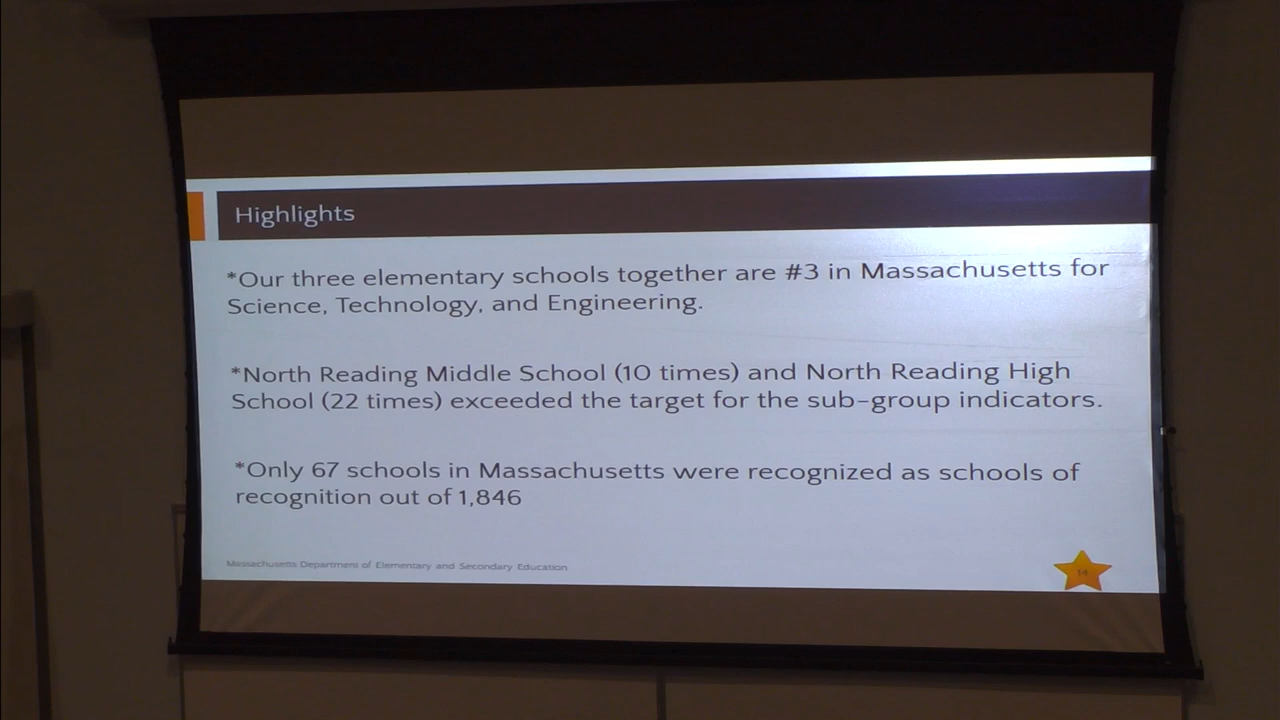 Highlights
*Our three elementary schools together are #3 in Massachusetts for
Science, Technology, and Engineering.
*North Reading Middle School (10 times) and North Reading High
School (22 times) exceeded the target for the sub-group indicators.
*Only 67 schools in Massachusetts were recognized as schools of
recognition out of 1,846
Massachusetts Department of Elementary and Secondary Education
14